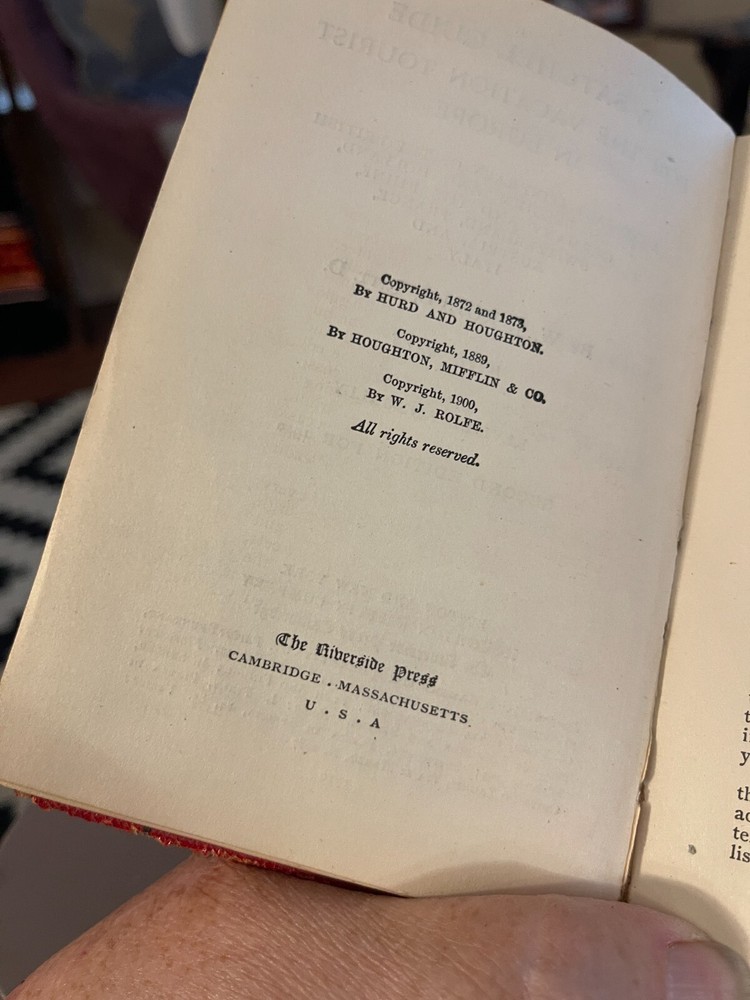 Copyright, 1872 and 1873,
By HURD AND HOUGHTON.
Copyright, 1889,
By HOUGHTON, MIFFLIN & CO.
Copyright, 1900,
By W. J. ROLFE.
All rights reserved.
The Riverside Press
CAMBRIDGE . MASSACHUSETTS
U . S . A